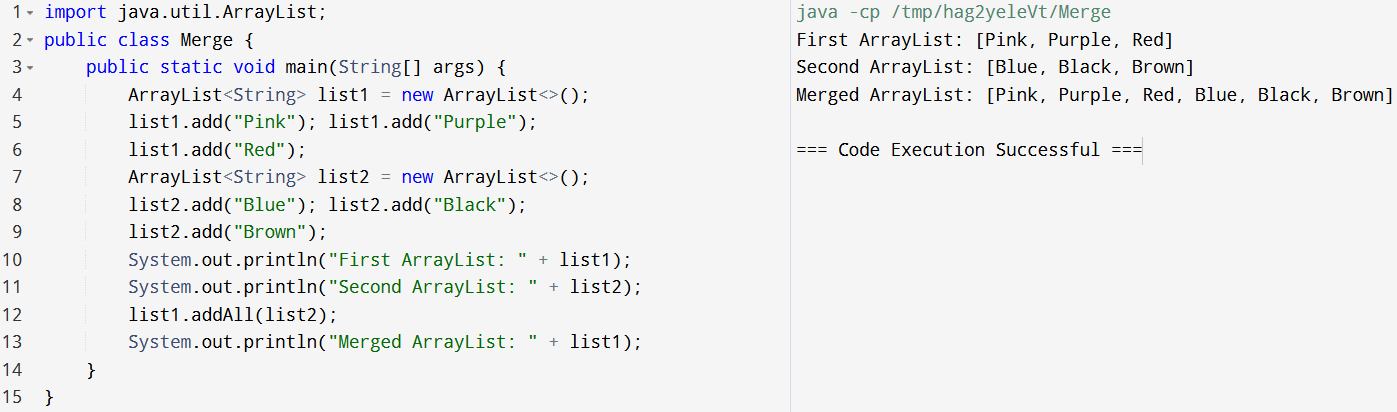 1 import java.util.ArrayList;
2 public class Merge {
3     public static void main(String[] args) {
4         ArrayList<String> list1 = new ArrayList<>();
5         list1.add("Pink"); list1.add("Purple");
6         list1.add("Red");
7         ArrayList<String> list2 = new ArrayList<>();
8         list2.add("Blue"); list2.add("Black");
9         list2.add("Brown");
10         System.out.println("First ArrayList: " + list1);
11         System.out.println("Second ArrayList: " + list2);
12         list1.addAll(list2);
13         System.out.println("Merged ArrayList: " + list1);
14     }
15 }
java -cp /tmp/hag2yeleVt/Merge
First ArrayList: [Pink, Purple, Red]
Second ArrayList: [Blue, Black, Brown]
Merged ArrayList: [Pink, Purple, Red, Blue, Black, Brown]
=== Code Execution Successful ===